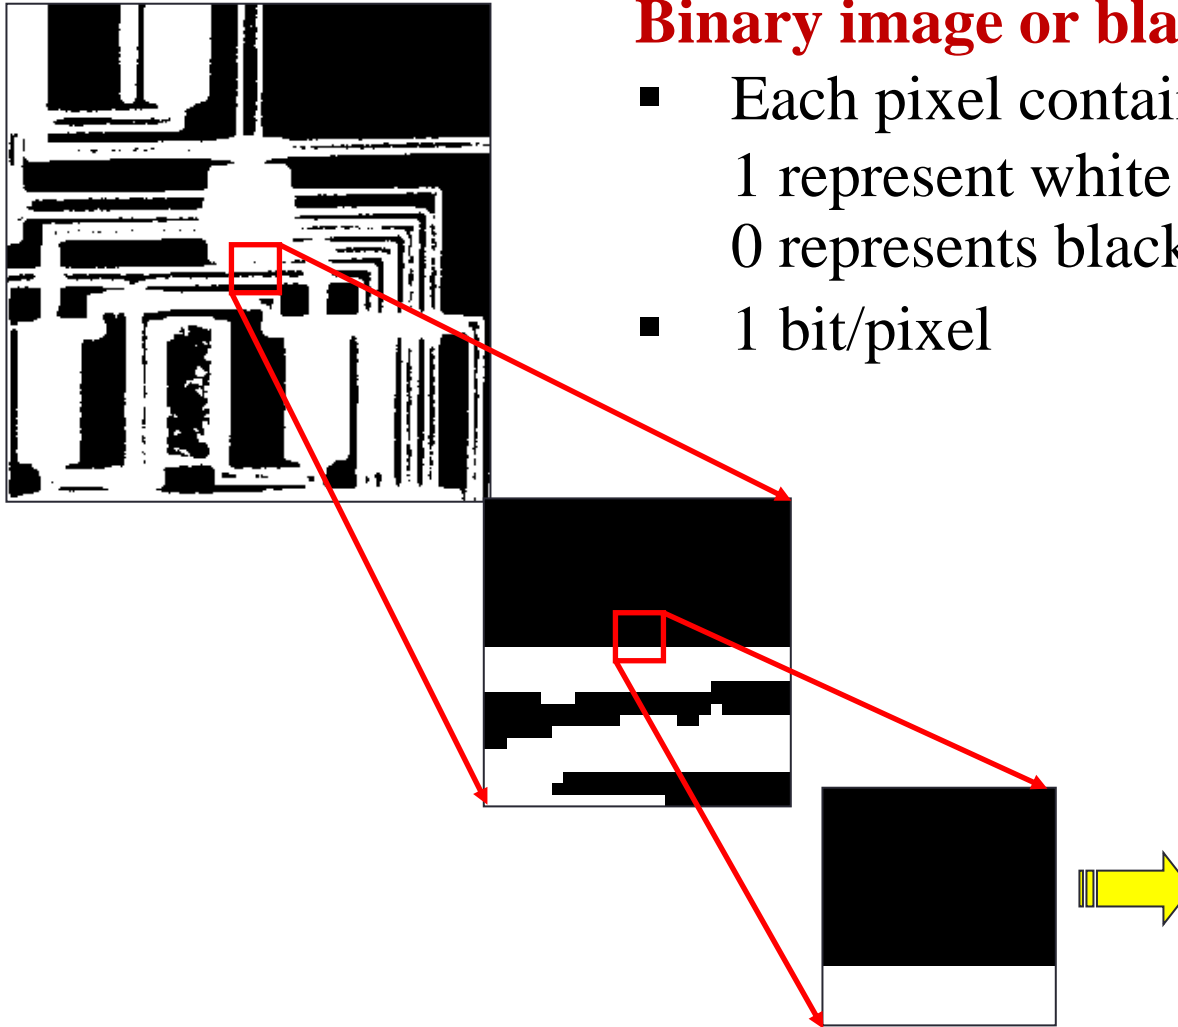 Binary image or bla
▪ Each pixel contai
1 represent white
0 represents black
▪ 1 bit/pixel